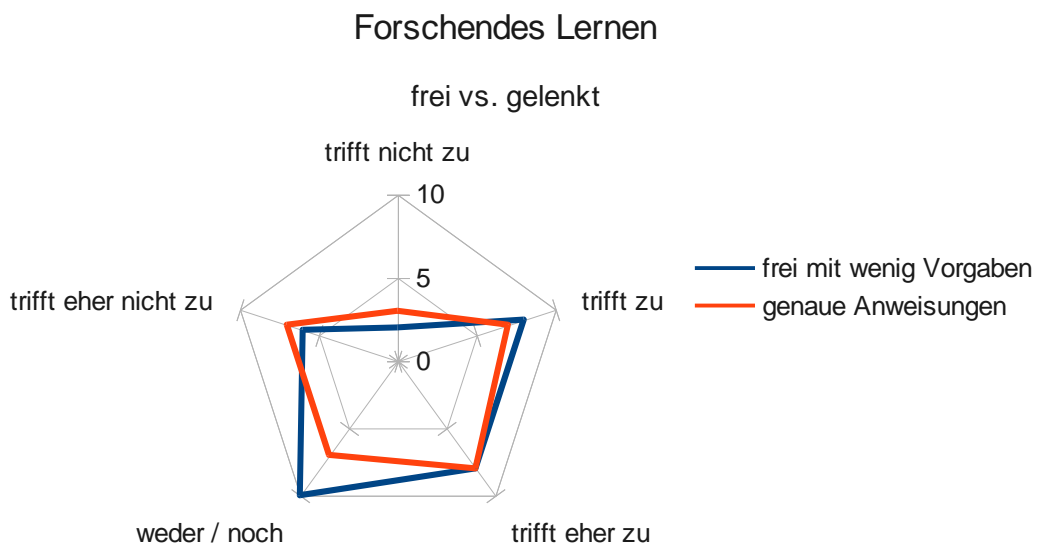 Forschendes Lernen
frei vs. gelenkt
trifft nicht zu
10
5
0
trifft eher nicht zu
trifft zu
weder / noch
trifft eher zu
frei mit wenig Vorgaben
genaue Anweisungen